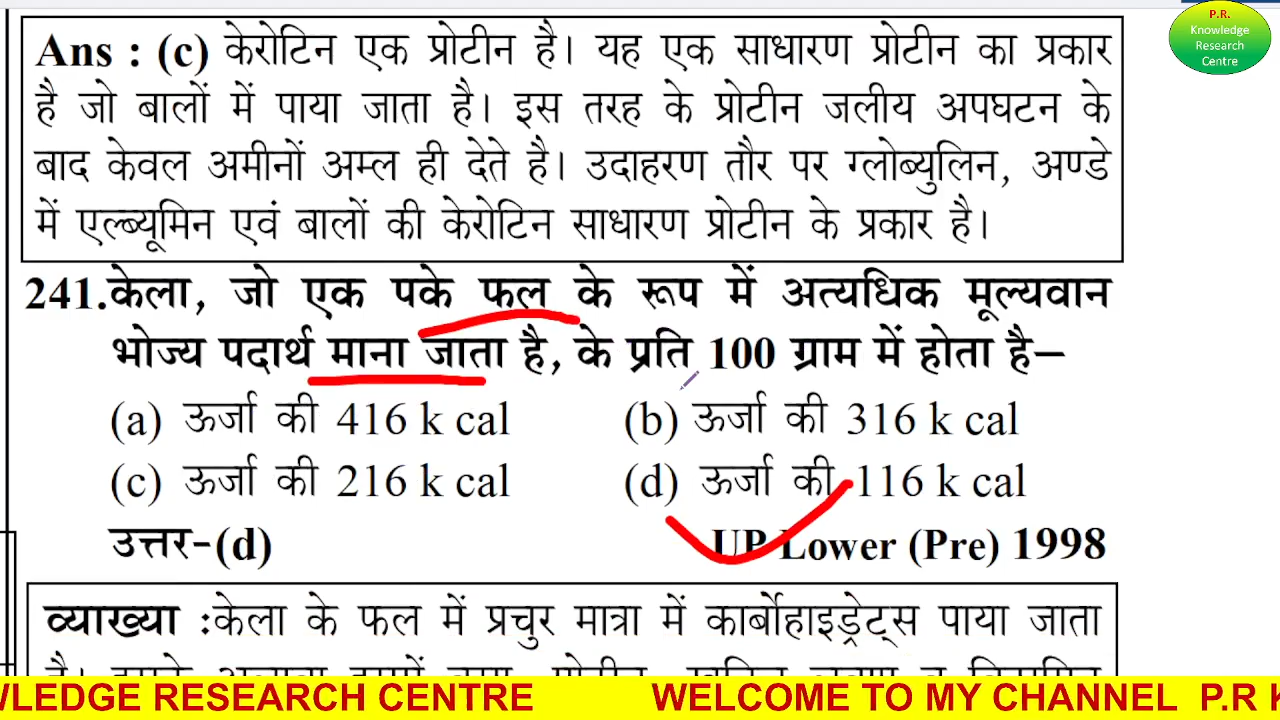 P.R.
Knowledge
Research
Centre
Ans : (c) केरोटिन एक प्रोटीन है। यह एक साधारण प्रोटीन का प्रकार
है जो बालों में पाया जाता है। इस तरह के प्रोटीन जलीय अपघटन के
बाद केवल अमीनों अम्ल ही देते है। उदाहरण तौर पर ग्लोब्युलिन, अण्डे
में एल्ब्यूमिन एवं बालों की केरोटिन साधारण प्रोटीन के प्रकार है।
241.केला, जो एक पके फल के रूप में अत्यधिक मूल्यवान
भोज्य पदार्थ माना जाता है, के प्रति 100 ग्राम में होता है–
(a) ऊर्जा की 416 k cal (b) ऊर्जा की 316 k cal
(c) ऊर्जा की 216 k cal (d) ऊर्जा की 116 k cal
उत्तर-(d) UP Lower (Pre) 1998
व्याख्या :केला के फल में प्रचुर मात्रा में कार्बोहाइड्रेट्स पाया जाता
WLEDGE RESEARCH CENTRE WELCOME TO MY CHANNEL P.R K